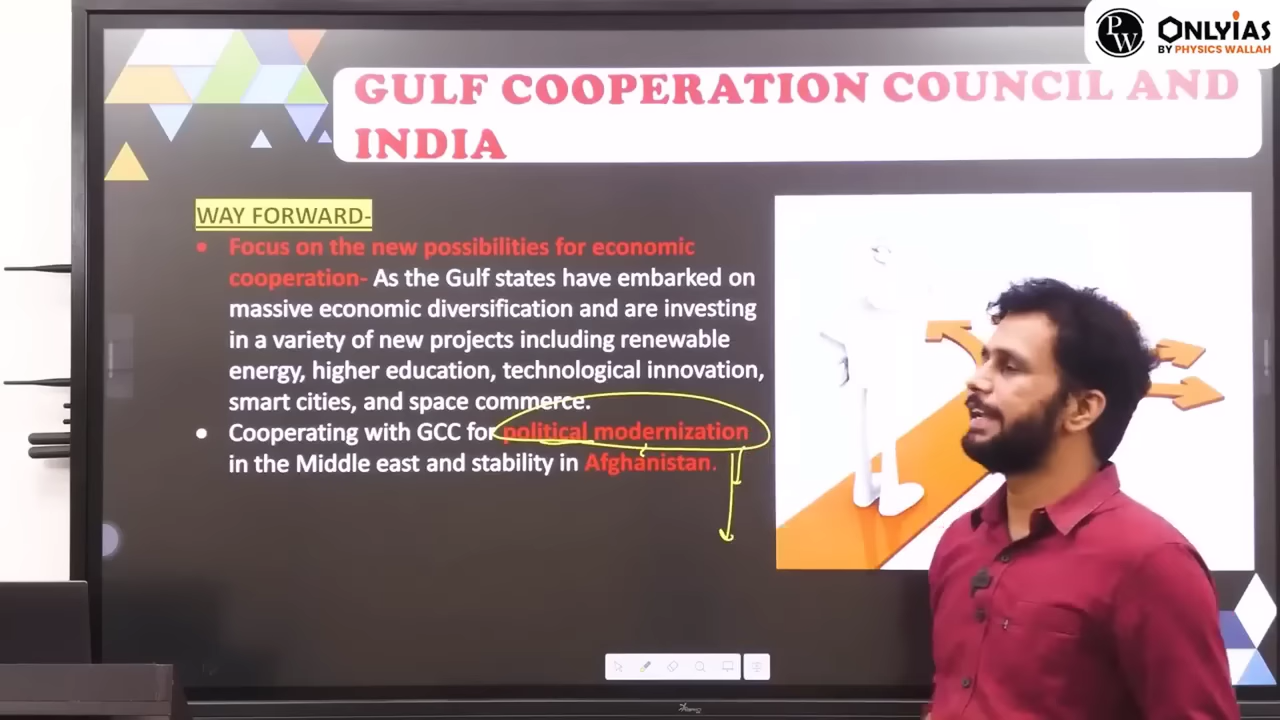 PW
ONLYIAS
BY PHYSICS WALLAH
GULF COOPERATION COUNCIL AND
INDIA
WAY FORWARD-
• Focus on the new possibilities for economic
cooperation- As the Gulf states have embarked on
massive economic diversification and are investing
in a variety of new projects including renewable
energy, higher education, technological innovation,
smart cities, and space commerce.
• Cooperating with GCC for political modernization
in the Middle east and stability in Afghanistan.